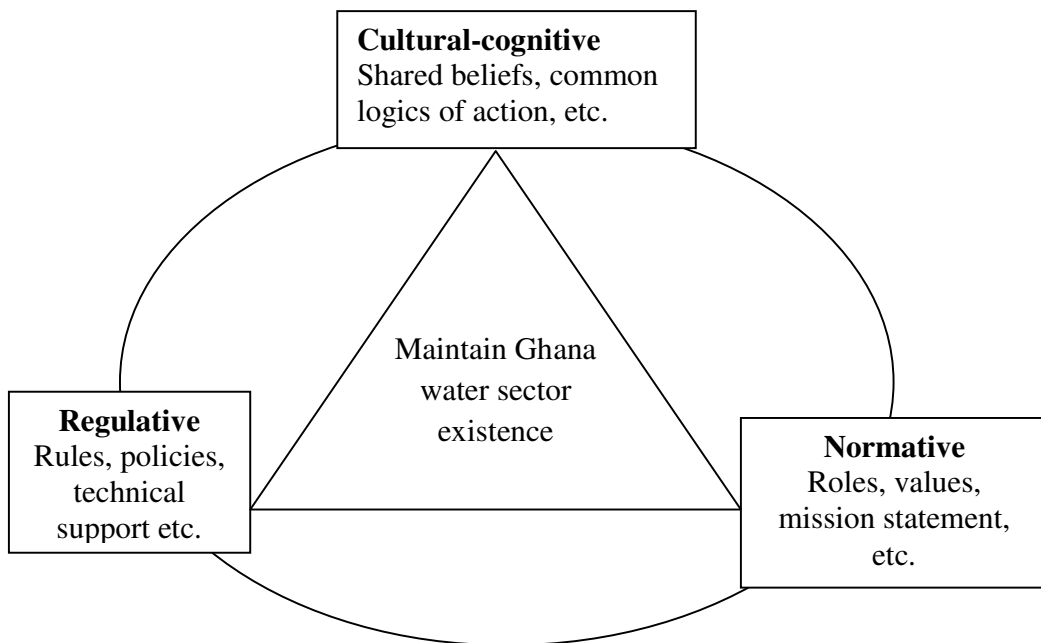 Cultural-cognitive
Shared beliefs, common
logics of action, etc.
Maintain Ghana
water sector
existence
Regulative
Rules, policies,
technical
support etc.
Normative
Roles, values,
mission statement,
etc.